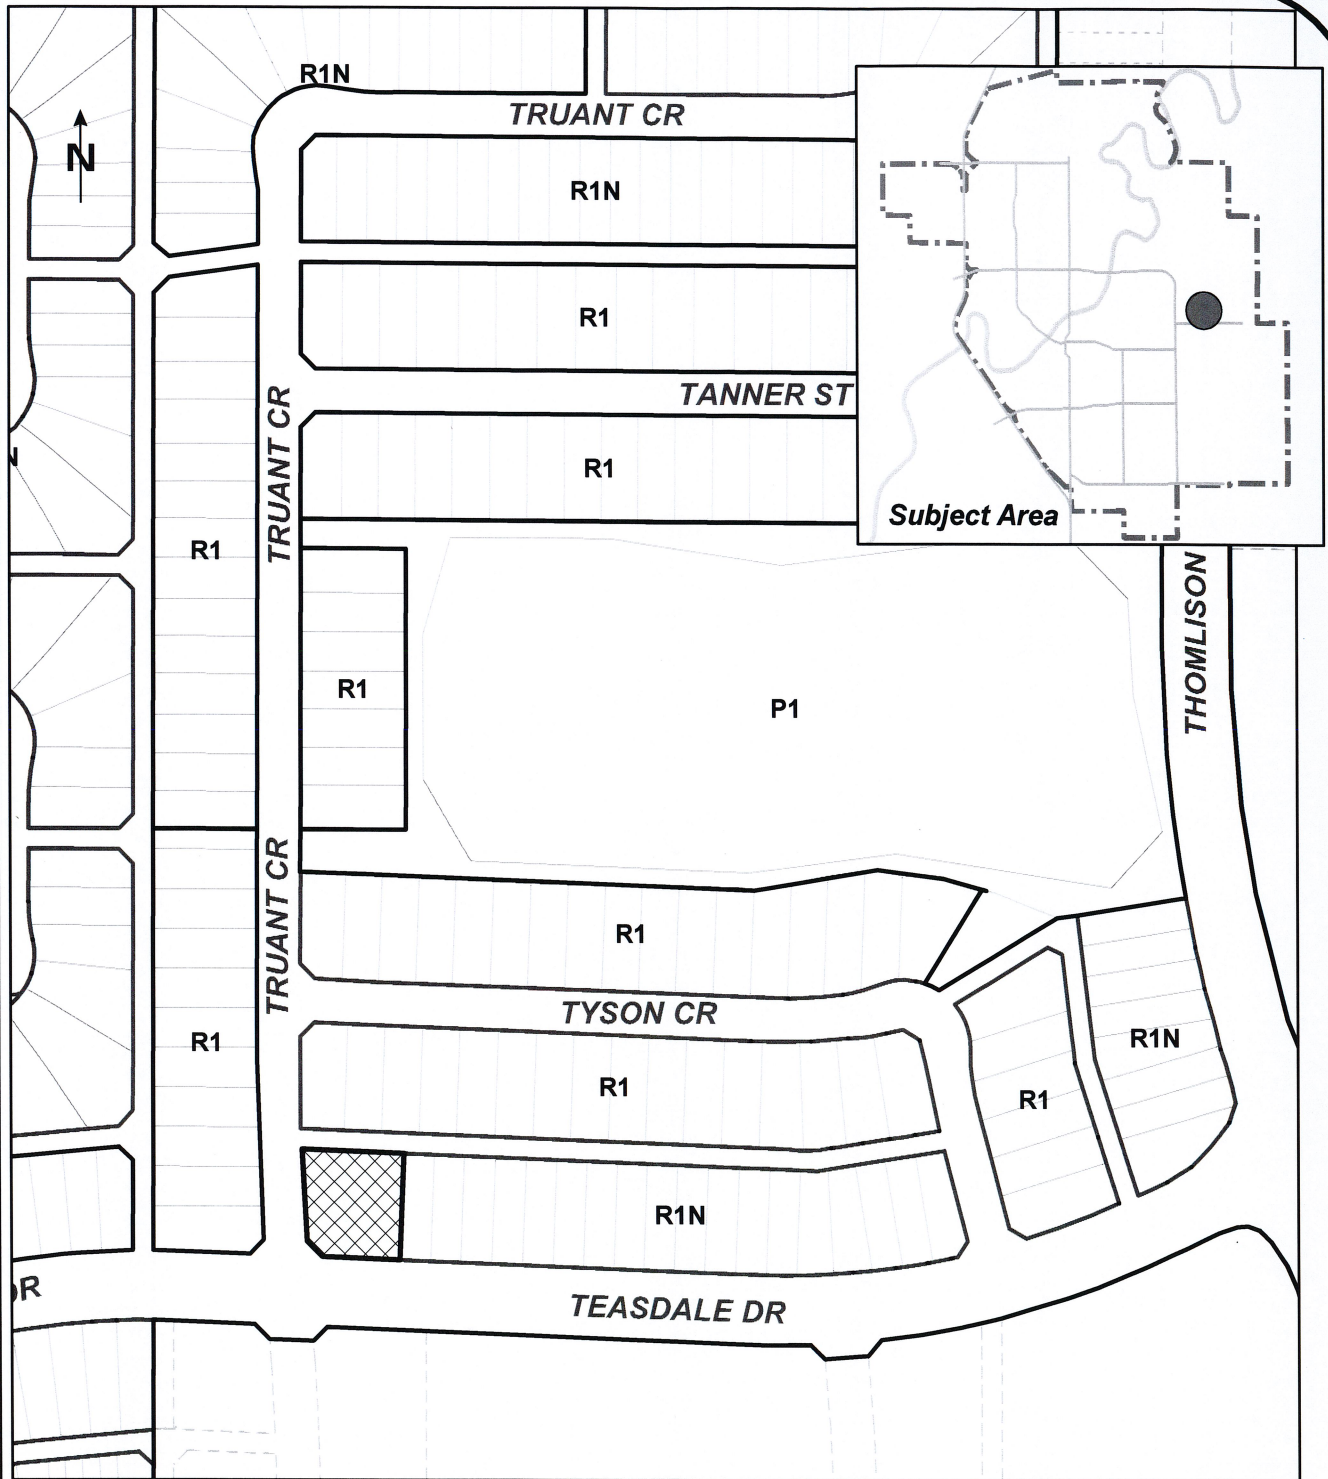 R1N
TRUANT CR
N
R1N
R1
TRUANT CR
TANNER ST
N
R1
Subject Area
R1
THOMLISON
R1
P1
TRUANT CR
R1
TYSON CR
R1
R1N
R1
R1
R1N
DR
TEASDALE DR